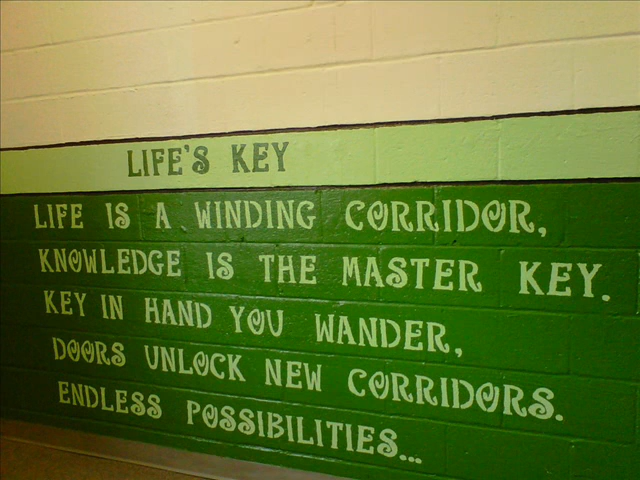 LIFE'S KEY
LIFE IS A WINDING CORRIDOR,
KNOWLEDGE IS THE MASTER KEY.
KEY IN HAND YOU WANDER,
DOORS UNLOCK NEW CORRIDORS.
ENDLESS POSSIBILITIES...